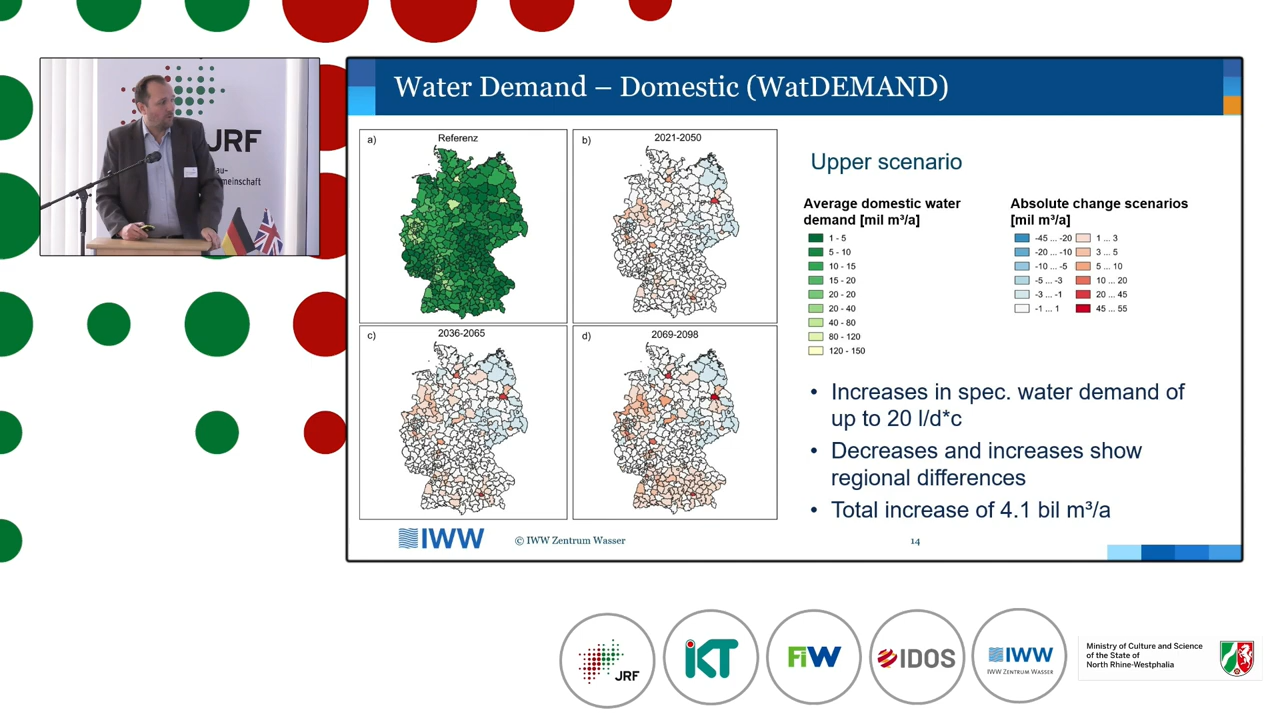 JRF
au-
meinschaft
Water Demand – Domestic (WatDEMAND)
a)
Referenz
b)
2021-2050
c)
2036-2065
d)
2069-2098
Upper scenario
Average domestic water
demand [mil m³/a]
1 - 5
5 - 10
10 - 15
15 - 20
20 - 20
20 - 40
40 - 80
80 - 120
120 - 150
Absolute change scenarios
[mil m³/a]
-45 ... -20
-20 ... -10
-10 ... -5
-5 ... -3
-3 ... -1
-1 ... 1
1 ... 3
3 ... 5
5 ... 10
10 ... 20
20 ... 45
45 ... 55
• Increases in spec. water demand of
up to 20 l/d*c
• Decreases and increases show
regional differences
• Total increase of 4.1 bil m³/a
IWW
© IWW Zentrum Wasser
14
JRF
iKT
FiW
IDOS
IWW
IWW ZENTRUM WASSER
Ministry of Culture and Science
of the State of
North Rhine-Westphalia